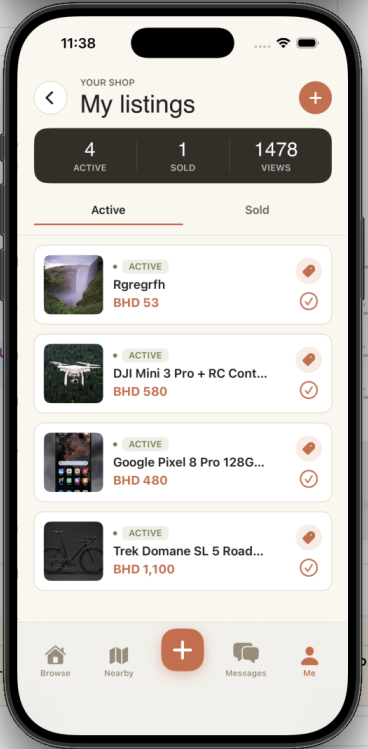 11:38
YOUR SHOP
My listings
4
1
1478
ACTIVE
SOLD
VIEWS
Active
Sold
ACTIVE
Rgregrfh
BHD 53
ACTIVE
DJI Mini 3 Pro + RC Cont...
BHD 580
ACTIVE
Google Pixel 8 Pro 128G...
BHD 480
ACTIVE
Trek Domane SL 5 Road...
BHD 1,100
Browse
Nearby
Messages
Me